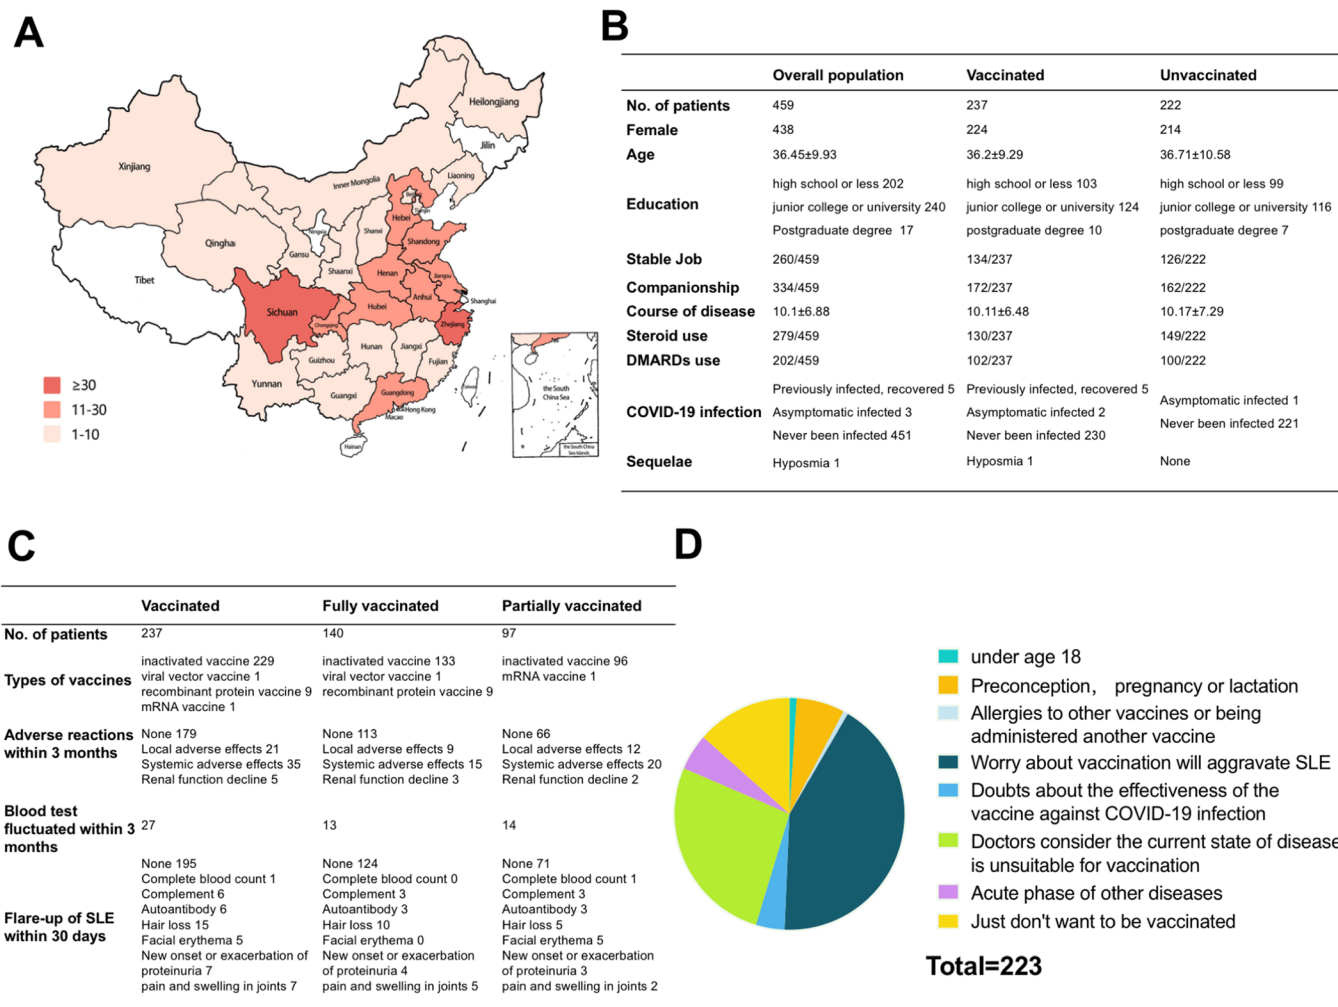 A
Heilongjiang
Jilin
Xinjiang
Liaoning
Inner Mongolia
Beijing
Tianjin
Hebei
Ningxia
Shanxi
Shandong
Qinghai
Gansu
Tibet
Shaanxi
Henan
Jiangsu
Anhui
Shanghai
Sichuan
Hubei
Chongqing
Zhejiang
Hunan
Jiangxi
Guizhou
Fujian
Yunnan
Guangxi
Guangdong
Taiwan
Hong Kong
Macao
Hainan
the South
China Sea
the South China
Sea Islands
≥30
11-30
1-10
B
Overall population Vaccinated Unvaccinated
No. of patients 459 237 222
Female 438 224 214
Age 36.45±9.93 36.2±9.29 36.71±10.58
high school or less 202 high school or less 103 high school or less 99
Education junior college or university 240 junior college or university 124 junior college or university 116
Postgraduate degree 17 postgraduate degree 10 postgraduate degree 7
Stable Job 260/459 134/237 126/222
Companionship 334/459 172/237 162/222
Course of disease 10.1±6.88 10.11±6.48 10.17±7.29
Steroid use 279/459 130/237 149/222
DMARDs use 202/459 102/237 100/222
Previously infected, recovered 5 Previously infected, recovered 5 Asymptomatic infected 1
COVID-19 infection Asymptomatic infected 3 Asymptomatic infected 2 Never been infected 221
Never been infected 451 Never been infected 230
Sequelae Hyposmia 1 Hyposmia 1 None
C
Vaccinated Fully vaccinated Partially vaccinated
No. of patients 237 140 97
inactivated vaccine 229 inactivated vaccine 133 inactivated vaccine 96
Types of vaccines viral vector vaccine 1 viral vector vaccine 1 mRNA vaccine 1
recombinant protein vaccine 9 recombinant protein vaccine 9
mRNA vaccine 1
Adverse reactions None 179 None 113 None 66
within 3 months Local adverse effects 21 Local adverse effects 9 Local adverse effects 12
Systemic adverse effects 35 Systemic adverse effects 15 Systemic adverse effects 20
Renal function decline 5 Renal function decline 3 Renal function decline 2
Blood test
fluctuated within 3 27 13 14
months
None 195 None 124 None 71
Complete blood count 1 Complete blood count 0 Complete blood count 1
Complement 6 Complement 3 Complement 3
Autoantibody 6 Autoantibody 3 Autoantibody 3
Flare-up of SLE Hair loss 15 Hair loss 10 Hair loss 5
within 30 days Facial erythema 5 Facial erythema 0 Facial erythema 5
New onset or exacerbation of New onset or exacerbation New onset or exacerbation
proteinuria 7 of proteinuria 4 of proteinuria 3
pain and swelling in joints 7 pain and swelling in joints 5 pain and swelling in joints 2
D
under age 18
Preconception, pregnancy or lactation
Allergies to other vaccines or being
administered another vaccine
Worry about vaccination will aggravate SLE
Doubts about the effectiveness of the
vaccine against COVID-19 infection
Doctors consider the current state of disease
is unsuitable for vaccination
Acute phase of other diseases
Just don't want to be vaccinated
Total=223